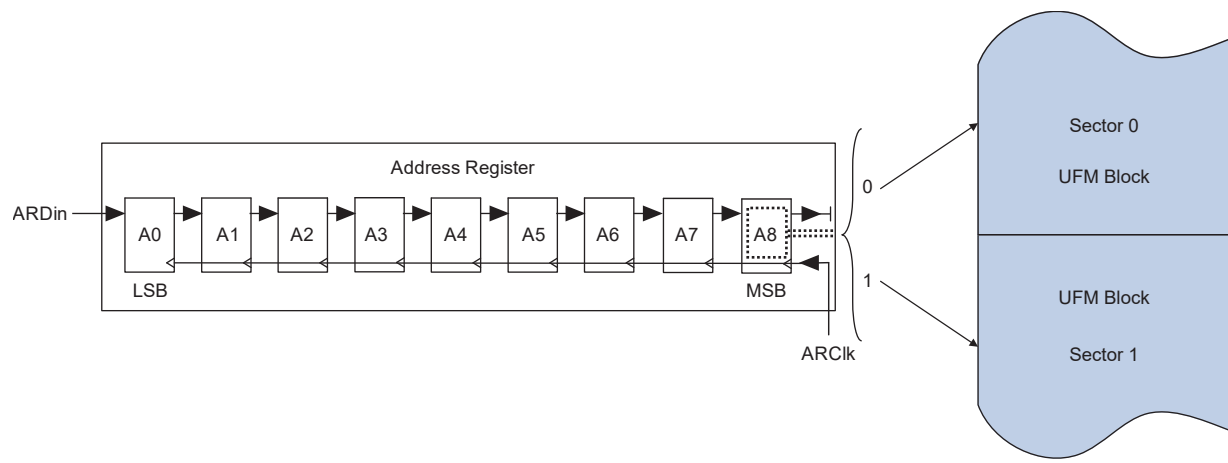 Address Register
ARDin
A0
A1
A2
A3
A4
A5
A6
A7
A8
LSB
MSB
ARClk
0
1
Sector 0
UFM Block
UFM Block
Sector 1